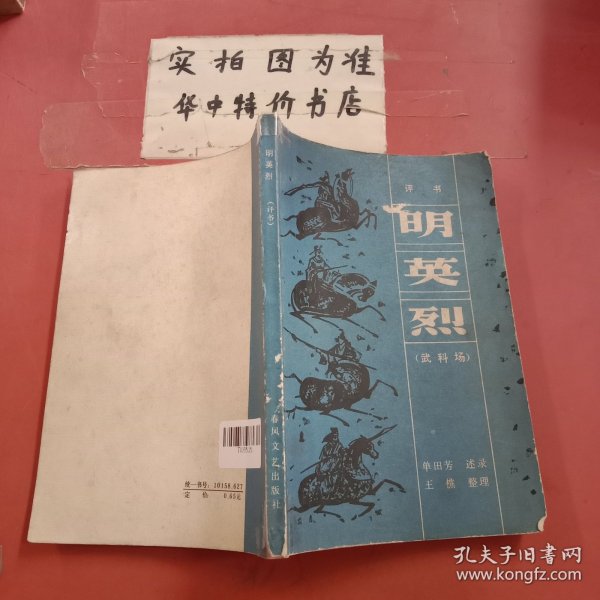 实拍图为准
华中特价书店
明英烈
（评书）
春风文艺出版社
评书
明
英
烈
（武科场）
单田芳 述录
王樵 整理
统一书号：10158·627
定价 0.65元
孔夫子旧书网
www.kongfz.com